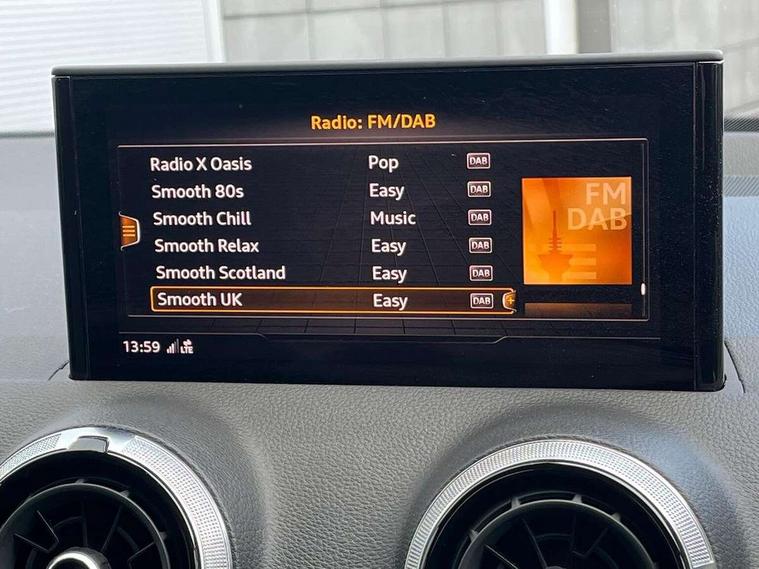 Radio: FM/DAB
Radio X Oasis Pop DAB
Smooth 80s Easy DAB
Smooth Chill Music DAB
Smooth Relax Easy DAB
Smooth Scotland Easy DAB
Smooth UK Easy DAB
FM
DAB
13:59 LTE